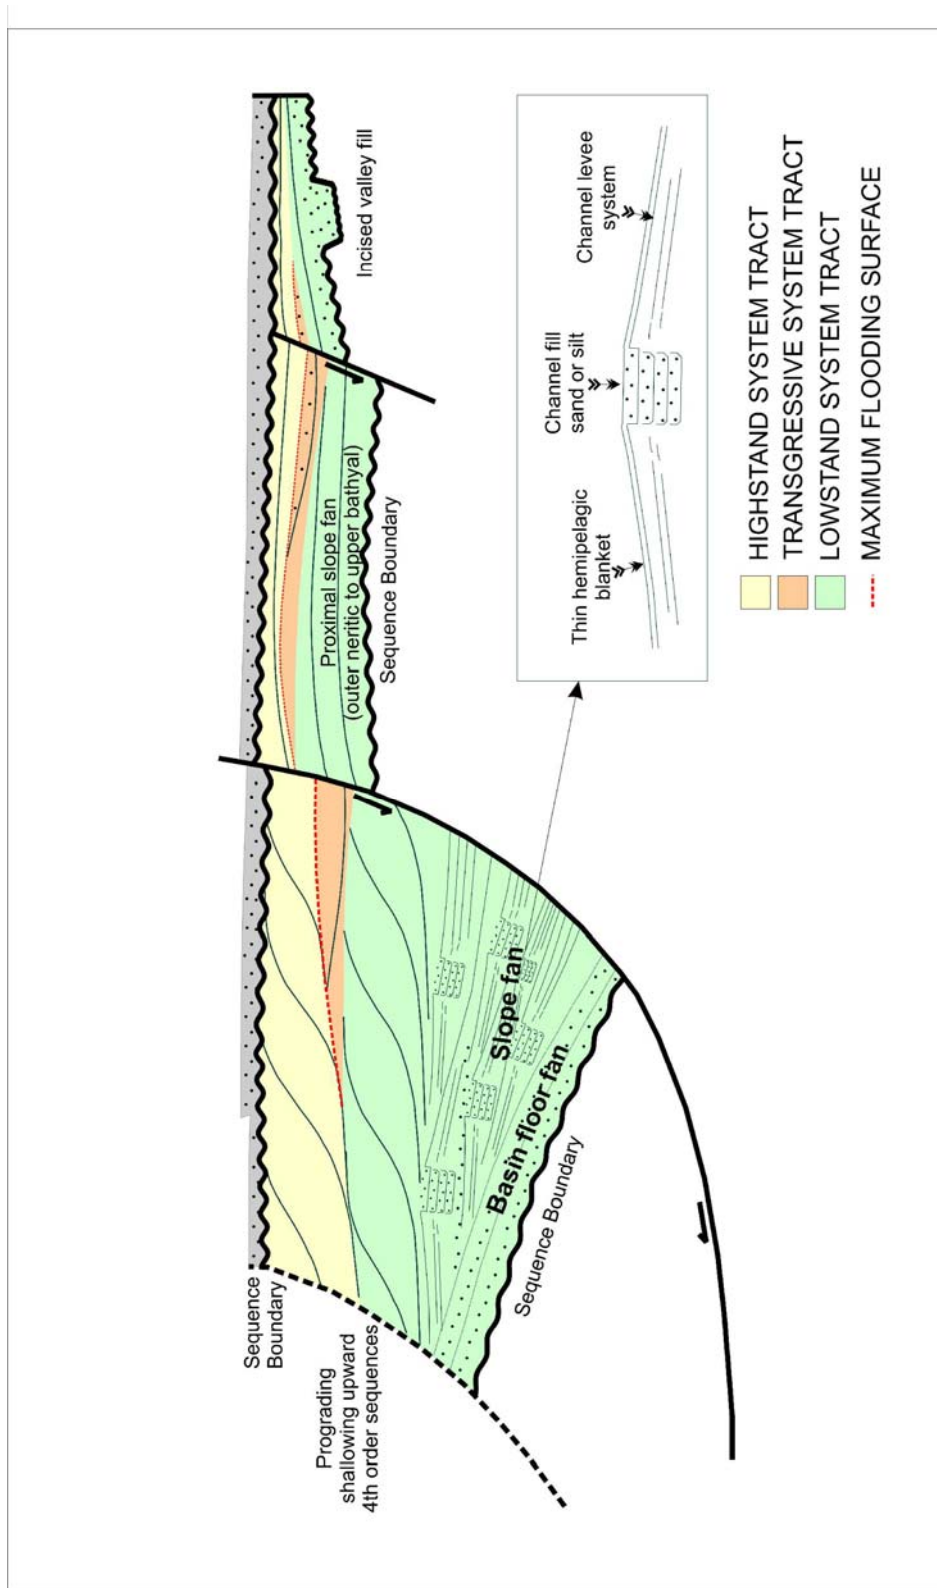 Sequence
Boundary
Prograding
shallowing upward
4th order sequences
Basin floor fan
Slope fan
Sequence Boundary
Proximal slope fan
(outer neritic to upper bathyal)
Sequence Boundary
Incised valley fill
Thin hemipelagic
blanket
Channel fill
sand or silt
Channel levee
system
HIGHSTAND SYSTEM TRACT
TRANSGRESSIVE SYSTEM TRACT
LOWSTAND SYSTEM TRACT
MAXIMUM FLOODING SURFACE